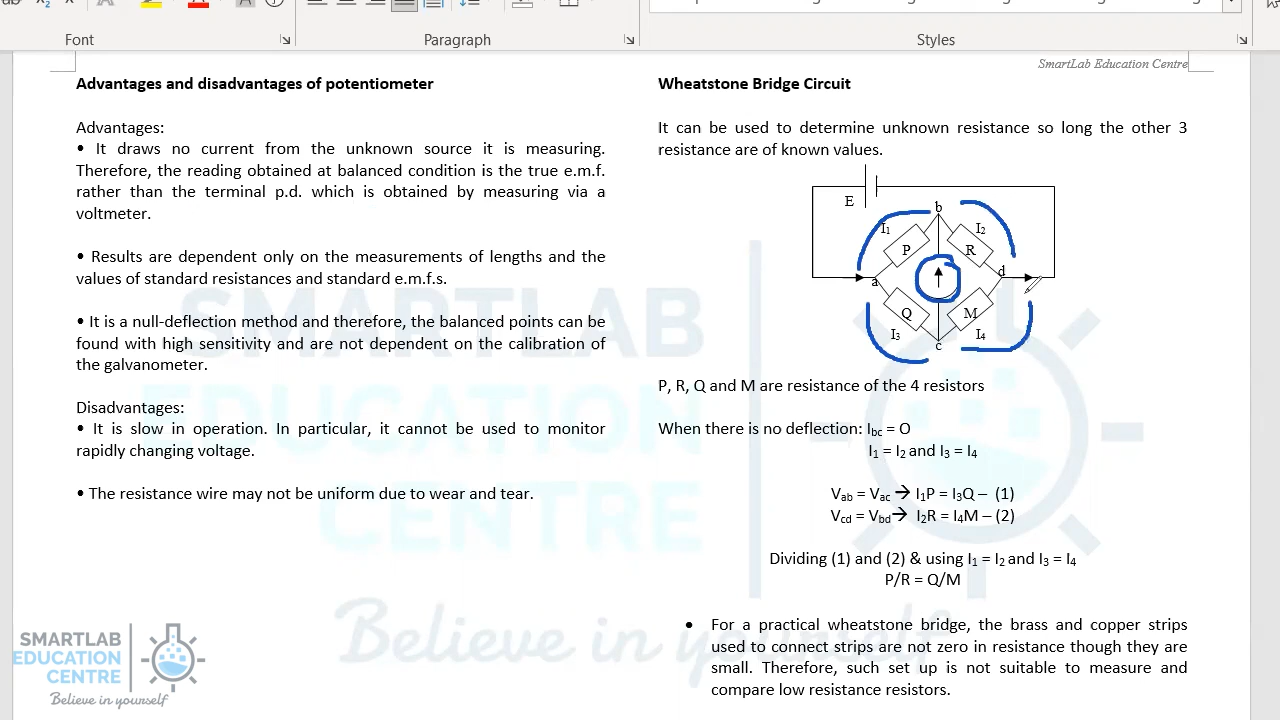 Font
Paragraph
Styles
SmartLab Education Centre
Advantages and disadvantages of potentiometer
Advantages:
• It draws no current from the unknown source it is measuring.
Therefore, the reading obtained at balanced condition is the true e.m.f.
rather than the terminal p.d. which is obtained by measuring via a
voltmeter.
• Results are dependent only on the measurements of lengths and the
values of standard resistances and standard e.m.f.s.
• It is a null-deflection method and therefore, the balanced points can be
found with high sensitivity and are not dependent on the calibration of
the galvanometer.
Disadvantages:
• It is slow in operation. In particular, it cannot be used to monitor
rapidly changing voltage.
• The resistance wire may not be uniform due to wear and tear.
Wheatstone Bridge Circuit
It can be used to determine unknown resistance so long the other 3
resistance are of known values.
E
b
I₁
I₂
P
R
a
d
Q
M
I₃
I₄
c
P, R, Q and M are resistance of the 4 resistors
When there is no deflection: Ibc = O
I₁ = I₂ and I₃ = I₄
Vab = Vac → I₁P = I₃Q – (1)
Vcd = Vbd→ I₂R = I₄M – (2)
Dividing (1) and (2) & using I₁ = I₂ and I₃ = I₄
P/R = Q/M
• For a practical wheatstone bridge, the brass and copper strips
used to connect strips are not zero in resistance though they are
small. Therefore, such set up is not suitable to measure and
compare low resistance resistors.
SMARTLAB
EDUCATION
CENTRE
Believe in yourself
SMARTLAB
EDUCATION
CENTRE
Believe in yourself